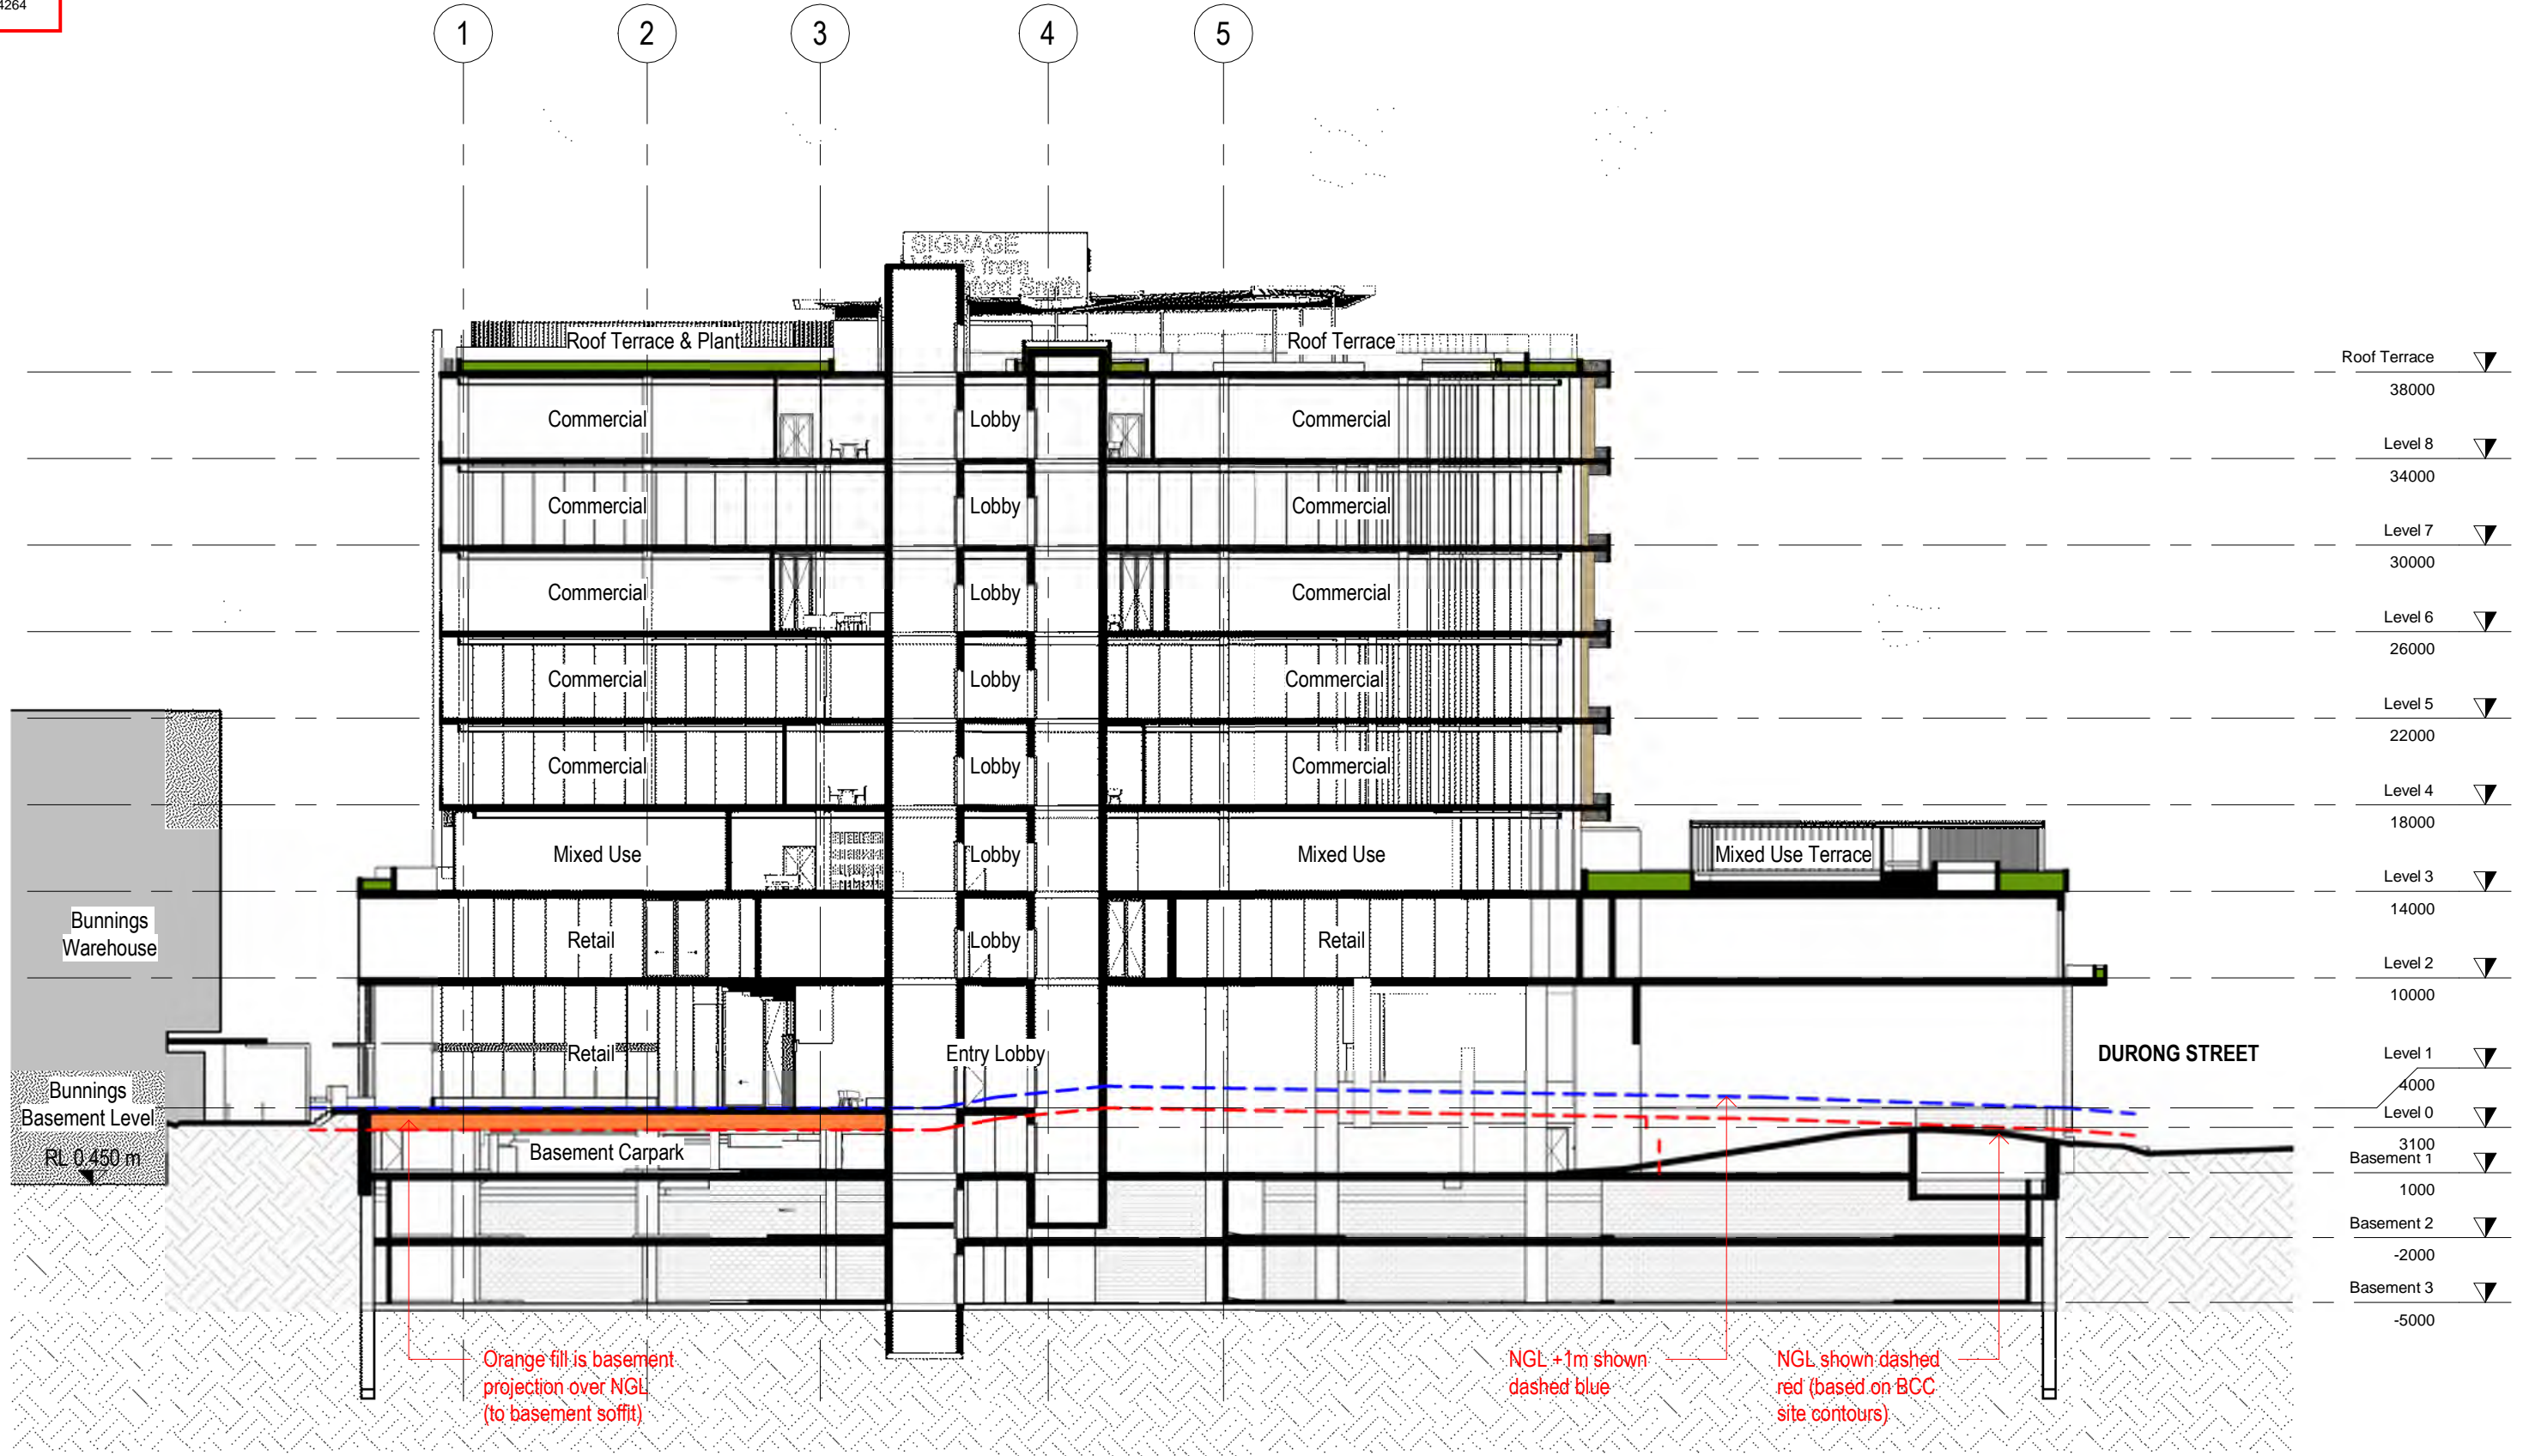 4264
1
2
3
4
5
SIGNAGE
from
Smith
Roof Terrace & Plant
Roof Terrace
Roof Terrace
38000
Commercial
Lobby
Commercial
Level 8
34000
Commercial
Lobby
Commercial
Level 7
30000
Commercial
Lobby
Commercial
Level 6
26000
Commercial
Lobby
Commercial
Level 5
22000
Commercial
Lobby
Commercial
Level 4
18000
Mixed Use
Lobby
Mixed Use
Mixed Use Terrace
Level 3
14000
Bunnings
Warehouse
Retail
Lobby
Retail
Level 2
10000
Retail
Entry Lobby
DURONG STREET
Level 1
4000
Bunnings
Basement Level
Level 0
3100
RL 0.450 m
Basement Carpark
Basement 1
1000
Basement 2
-2000
Basement 3
-5000
Orange fill is basement
projection over NGL
(to basement soffit)
NGL +1m shown
dashed blue
NGL shown dashed
red (based on BCC
site contours)